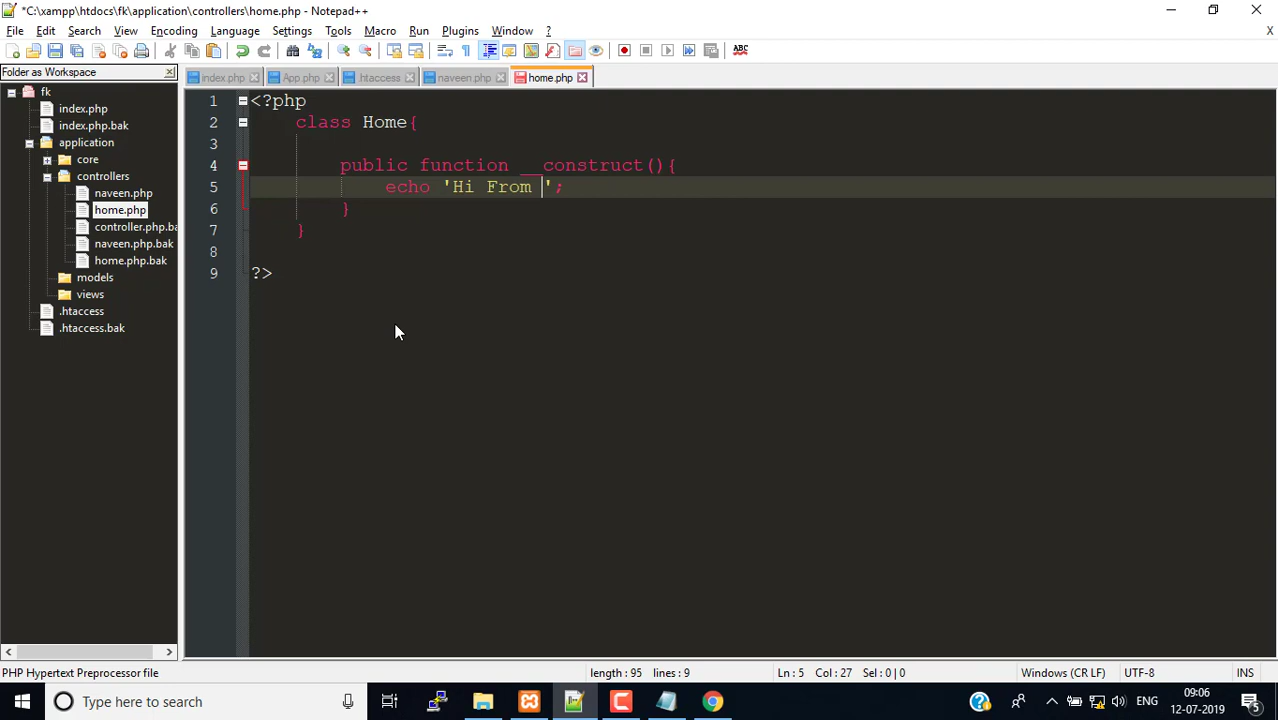 *C:\xampp\htdocs\fk\application\controllers\home.php - Notepad++
File Edit Search View Encoding Language Settings Tools Macro Run Plugins Window ? X
ABC
Folder as Workspace
index.php App.php htaccess naveen.php home.php
fk
index.php
index.php.bak
application
core
controllers
naveen.php
home.php
controller.php.ba
naveen.php.bak
home.php.bak
models
views
.htaccess
.htaccess.bak
1 <?php
2 class Home{
3
4 public function __construct(){
5 echo 'Hi From ';
6 }
7 }
8
9 ?>
PHP Hypertext Preprocessor file length : 95 lines : 9 Ln : 5 Col : 27 Sel : 0 | 0 Windows (CR LF) UTF-8 INS
Type here to search ENG 09:06
12-07-2019 5